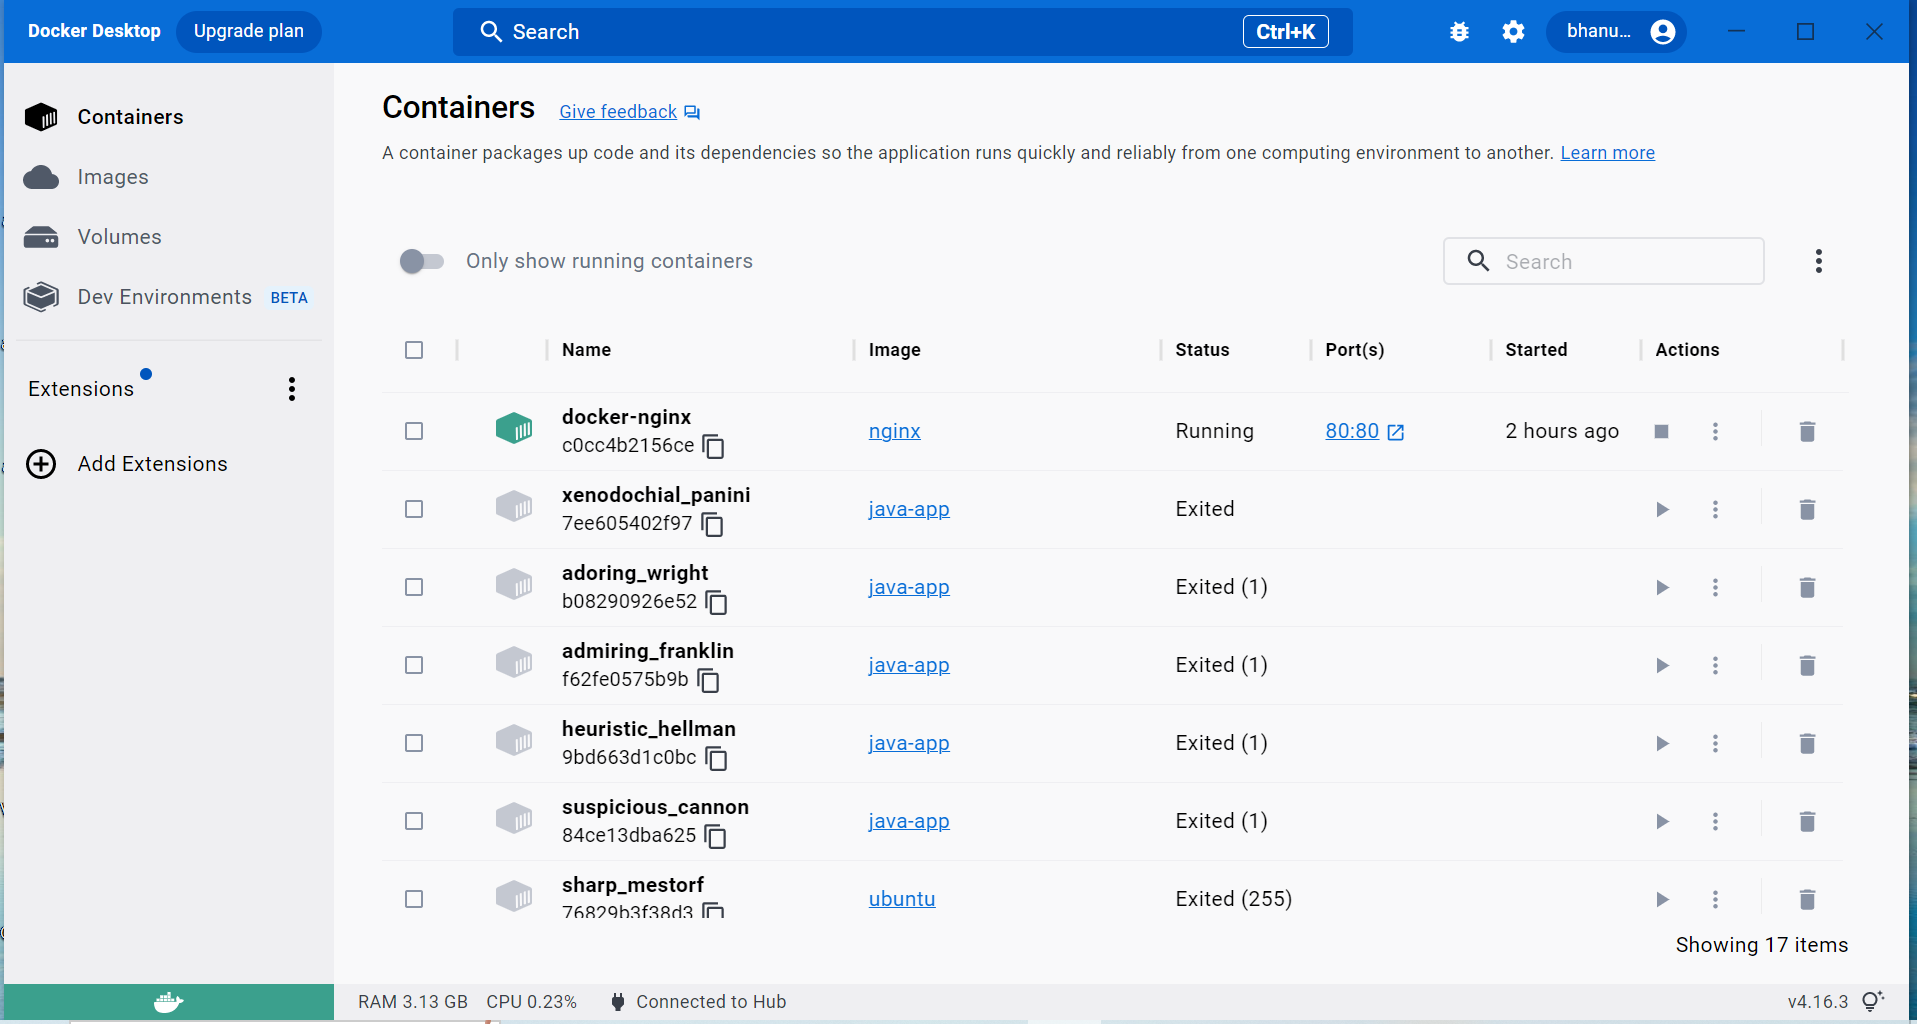 Docker Desktop Upgrade plan Search Ctrl+K bhanu...
Containers
Images
Volumes
Dev Environments BETA
Extensions
Add Extensions
Containers Give feedback
A container packages up code and its dependencies so the application runs quickly and reliably from one computing environment to another. Learn more
Only show running containers Search
Name Image Status Port(s) Started Actions
docker-nginx
c0cc4b2156ce nginx Running 80:80 2 hours ago
xenodochial_panini
7ee605402f97 java-app Exited
adoring_wright
b08290926e52 java-app Exited (1)
admiring_franklin
f62fe0575b9b java-app Exited (1)
heuristic_hellman
9bd663d1c0bc java-app Exited (1)
suspicious_cannon
84ce13dba625 java-app Exited (1)
sharp_mestorf
76829b3f38d3 ubuntu Exited (255)
Showing 17 items
RAM 3.13 GB CPU 0.23% Connected to Hub v4.16.3